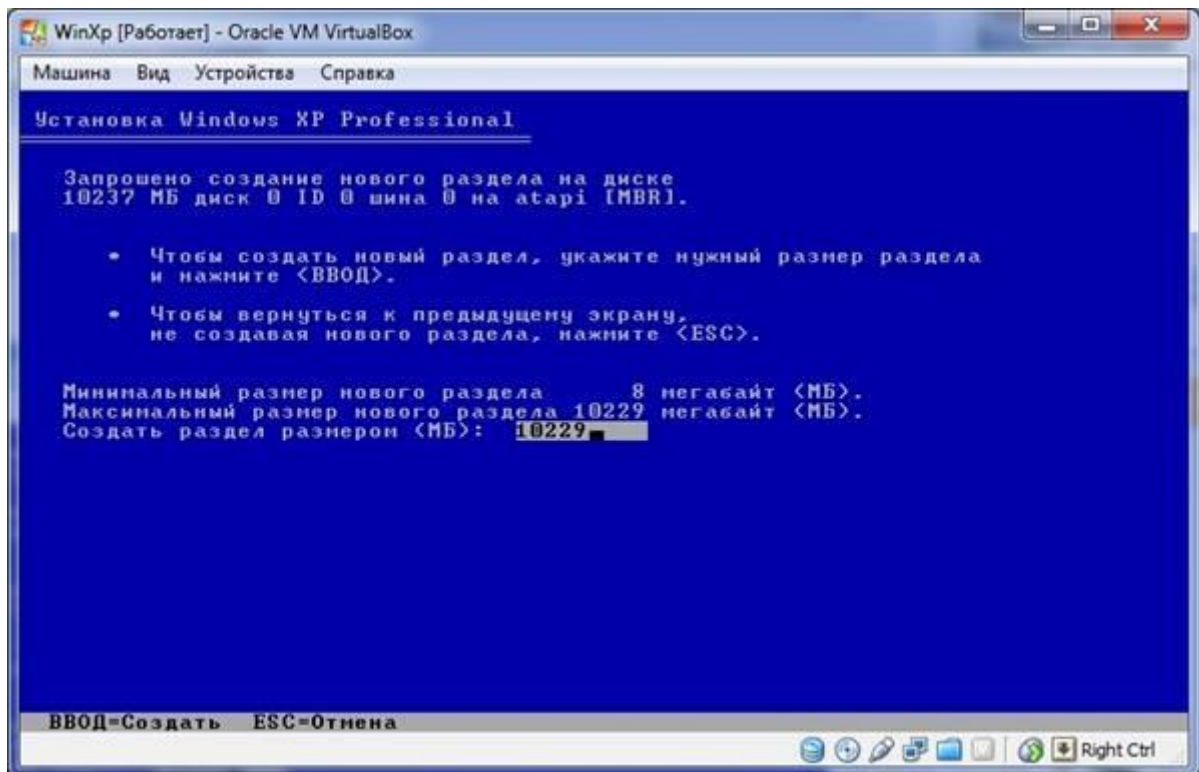 WinXp [Работает] - Oracle VM VirtualBox
Машина Вид Устройства Справка
Установка Windows XP Professional
Запрошено создание нового раздела на диске
10237 МБ диск 0 ID 0 шина 0 на atapi [MBR].
• Чтобы создать новый раздел, укажите нужный размер раздела
и нажмите <ВВОД>.
• Чтобы вернуться к предыдущему экрану,
не создавая нового раздела, нажмите <ESC>.
Минимальный размер нового раздела 8 мегабайт (МБ).
Максимальный размер нового раздела 10229 мегабайт (МБ).
Создать раздел размером (МБ): 10229
ВВОД=Создать ESC=Отмена
Right Ctrl